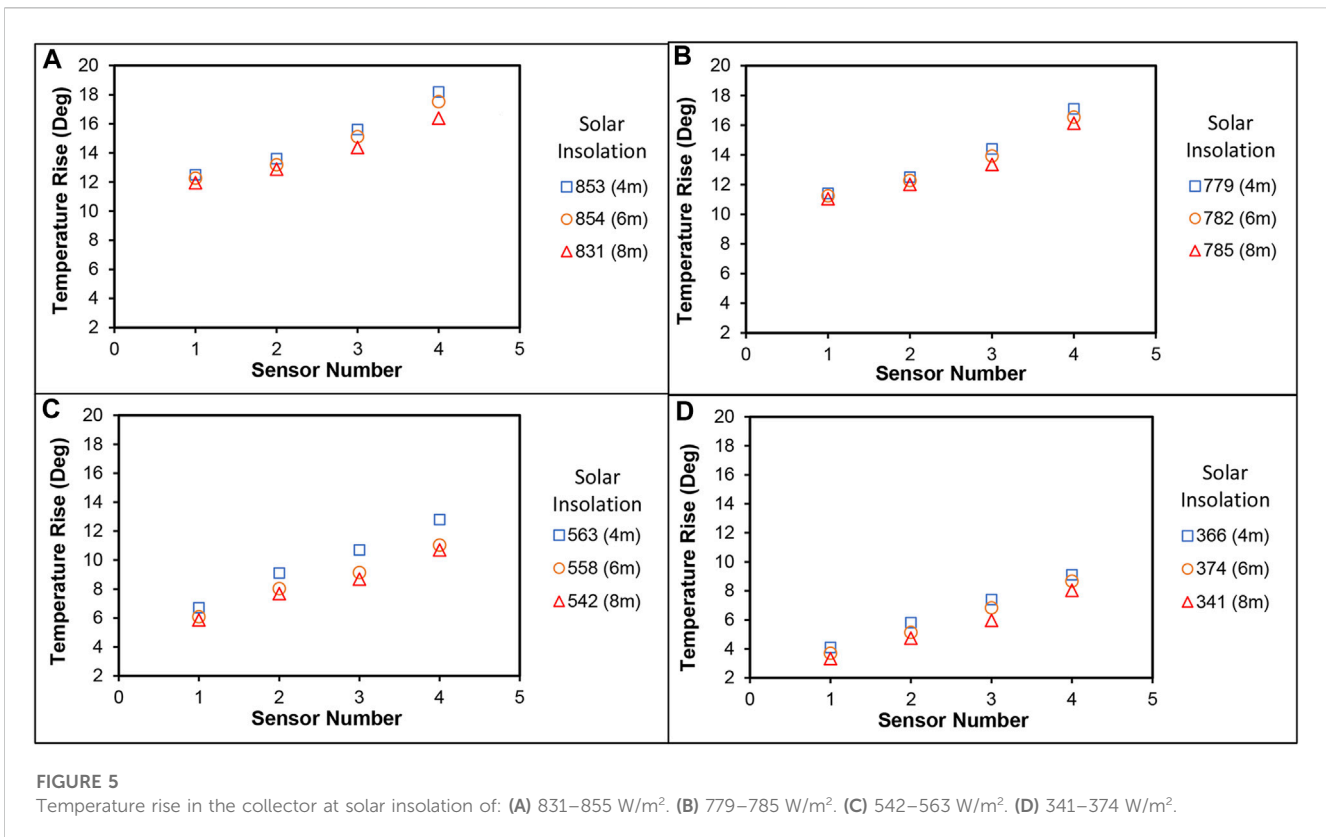 A
20
18
16
14
12
10
8
6
4
2
0 1 2 3 4 5
Temperature Rise (Deg)
Sensor Number
Solar
Insolation
853 (4m)
854 (6m)
831 (8m)
B
20
18
16
14
12
10
8
6
4
2
0 1 2 3 4 5
Temperature Rise (Deg)
Sensor Number
Solar
Insolation
779 (4m)
782 (6m)
785 (8m)
C
20
18
16
14
12
10
8
6
4
2
0 1 2 3 4 5
Temperature Rise (Deg)
Sensor Number
Solar
Insolation
563 (4m)
558 (6m)
542 (8m)
D
20
18
16
14
12
10
8
6
4
2
0 1 2 3 4 5
Temperature Rise (Deg)
Sensor Number
Solar
Insolation
366 (4m)
374 (6m)
341 (8m)
FIGURE 5
Temperature rise in the collector at solar insolation of: (A) 831–855 W/m². (B) 779–785 W/m². (C) 542–563 W/m². (D) 341–374 W/m².